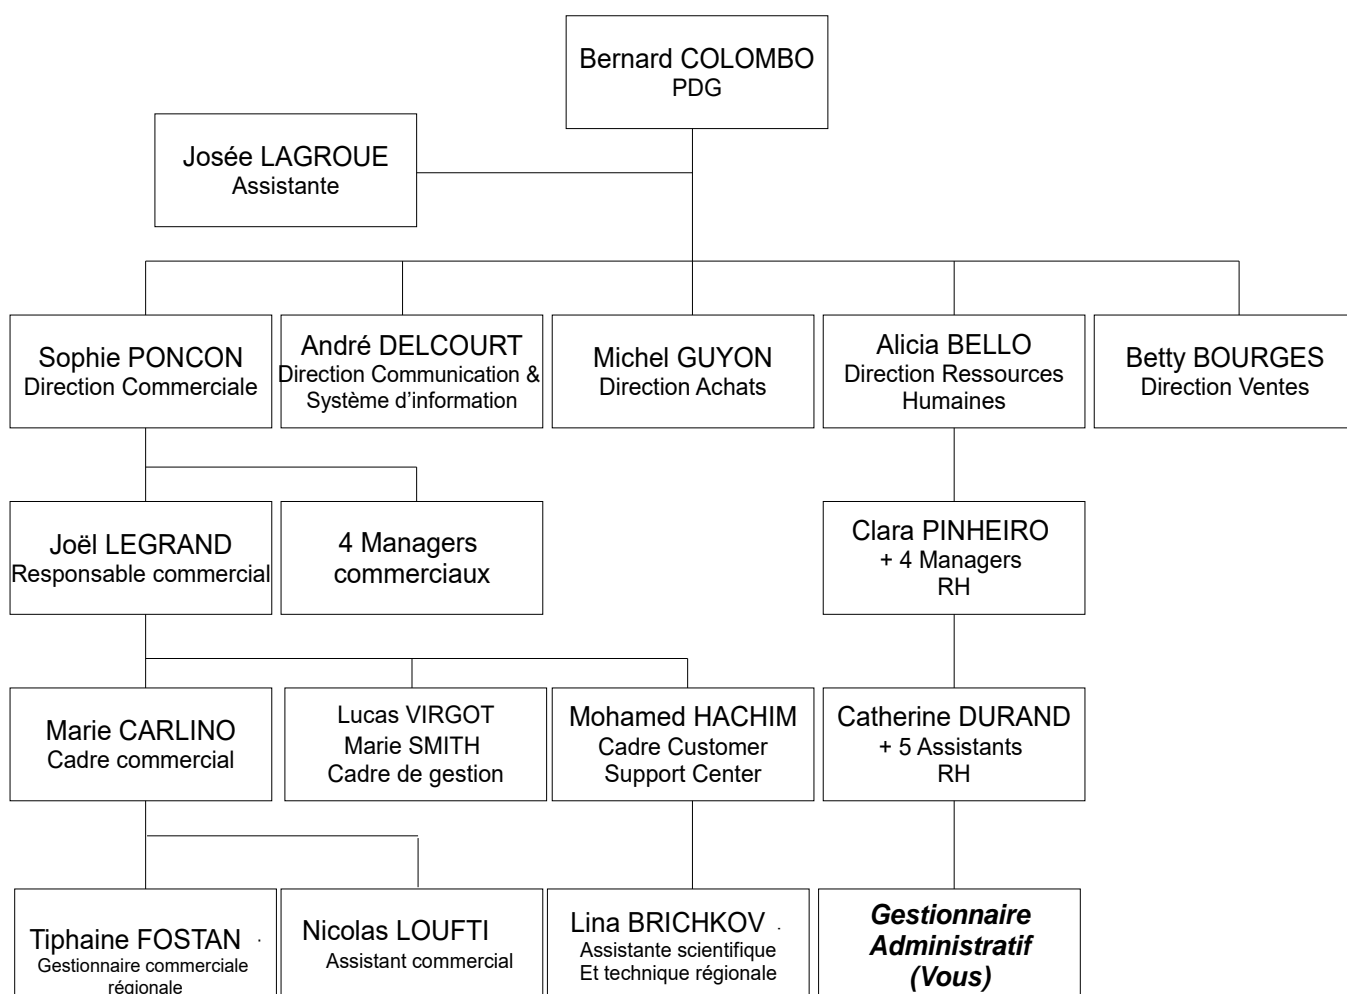 Bernard COLOMBO
PDG
Josée LAGROUE
Assistante
Sophie PONCON
Direction Commerciale
André DELCOURT
Direction Communication &
Système d’information
Michel GUYON
Direction Achats
Alicia BELLO
Direction Ressources
Humaines
Betty BOURGES
Direction Ventes
Joël LEGRAND
Responsable commercial
4 Managers
commerciaux
Clara PINHEIRO
+ 4 Managers
RH
Marie CARLINO
Cadre commercial
Lucas VIRGOT
Marie SMITH
Cadre de gestion
Mohamed HACHIM
Cadre Customer
Support Center
Catherine DURAND
+ 5 Assistants
RH
Tiphaine FOSTAN
Gestionnaire commerciale
régionale
Nicolas LOUFTI
Assistant commercial
Lina BRICHKOV
Assistante scientifique
Et technique régionale
Gestionnaire
Administratif
(Vous)